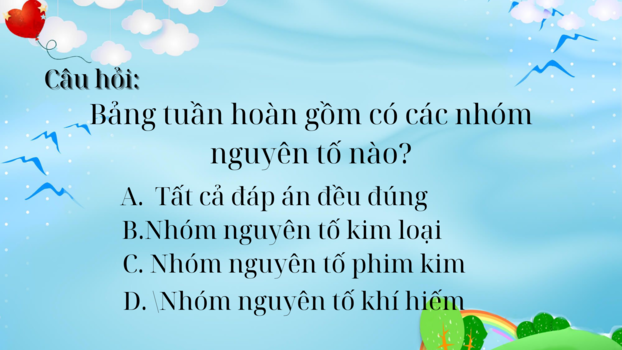 Câu hỏi:
Bảng tuần hoàn gồm có các nhóm
nguyên tố nào?
A. Tất cả đáp án đều đúng
B.Nhóm nguyên tố kim loại
C. Nhóm nguyên tố phim kim
D. \Nhóm nguyên tố khí hiếm